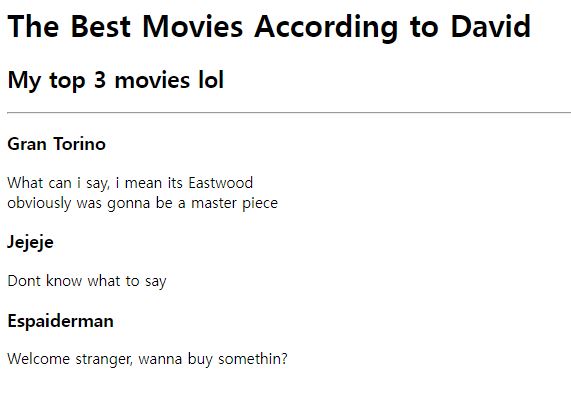 The Best Movies According to David
My top 3 movies lol
Gran Torino
What can i say, i mean its Eastwood
obviously was gonna be a master piece
Jejeje
Dont know what to say
Espaiderman
Welcome stranger, wanna buy somethin?